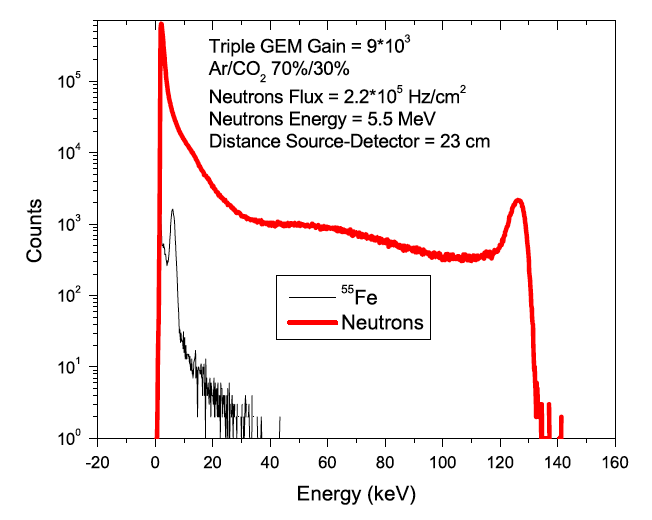 Triple GEM Gain = 9*10³
Ar/CO₂ 70%/30%
Neutrons Flux = 2.2*10⁵ Hz/cm²
Neutrons Energy = 5.5 MeV
Distance Source-Detector = 23 cm
10⁵
10⁴
10³
10²
10¹
10⁰
Counts
⁵⁵Fe
Neutrons
-20 0 20 40 60 80 100 120 140 160
Energy (keV)